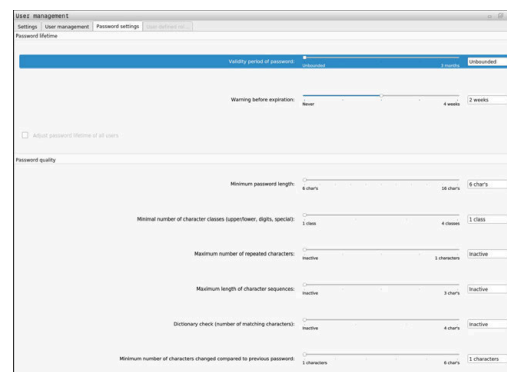 User management
Settings User management Password settings
Password lifetime
Validity period of password: Unbounded
Unbounded 3 months
Warning before expiration: 2 weeks
Never 4 weeks
Adjust password lifetime of all users
Password quality
Minimum password length: 6 char's
6 char's 16 char's
Minimal number of character classes (upper/lower, digits, special): 1 class
1 class 4 classes
Maximum number of repeated characters: Inactive
Inactive 1 characters
Maximum length of character sequences: Inactive
Inactive 3 char's
Dictionary check (number of matching characters): Inactive
Inactive 4 char's
Minimum number of characters changed compared to previous password: 1 characters
1 characters 6 char's